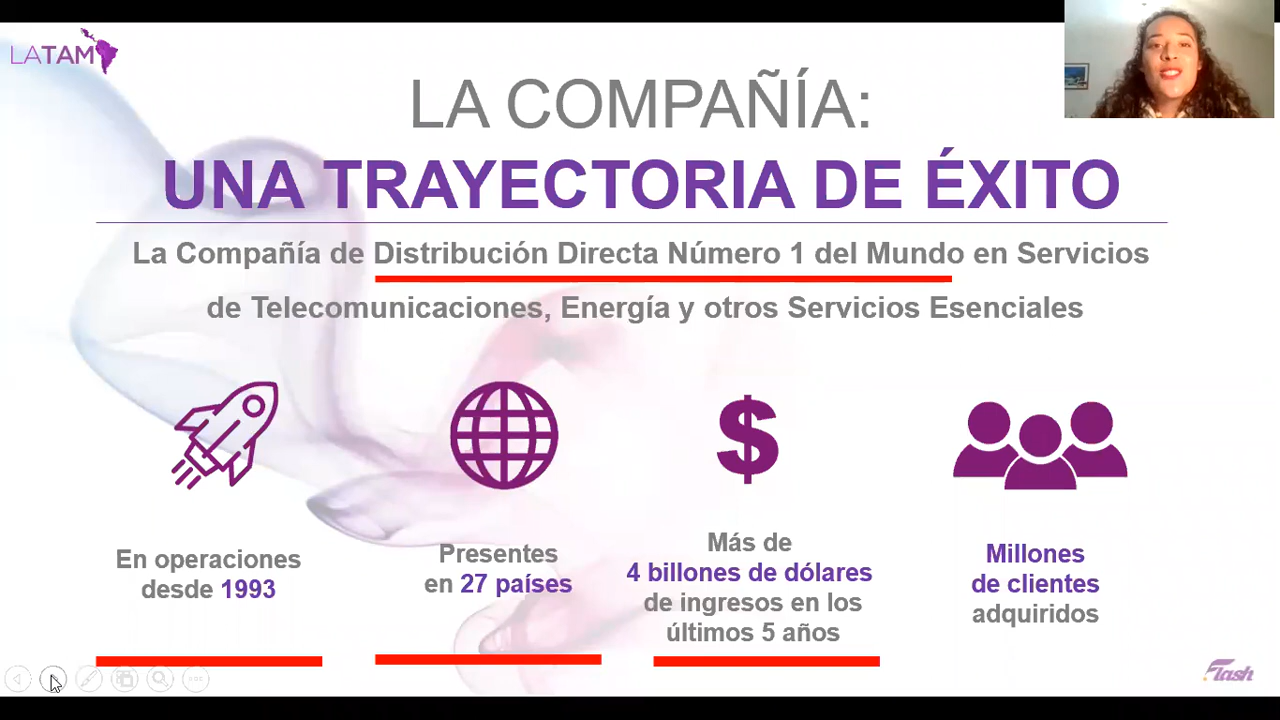 LATAM
LA COMPAÑÍA:
UNA TRAYECTORIA DE ÉXITO
La Compañía de Distribución Directa Número 1 del Mundo en Servicios
de Telecomunicaciones, Energía y otros Servicios Esenciales
En operaciones
desde 1993
Presentes
en 27 países
Más de
4 billones de dólares
de ingresos en los
últimos 5 años
Millones
de clientes
adquiridos
Flash